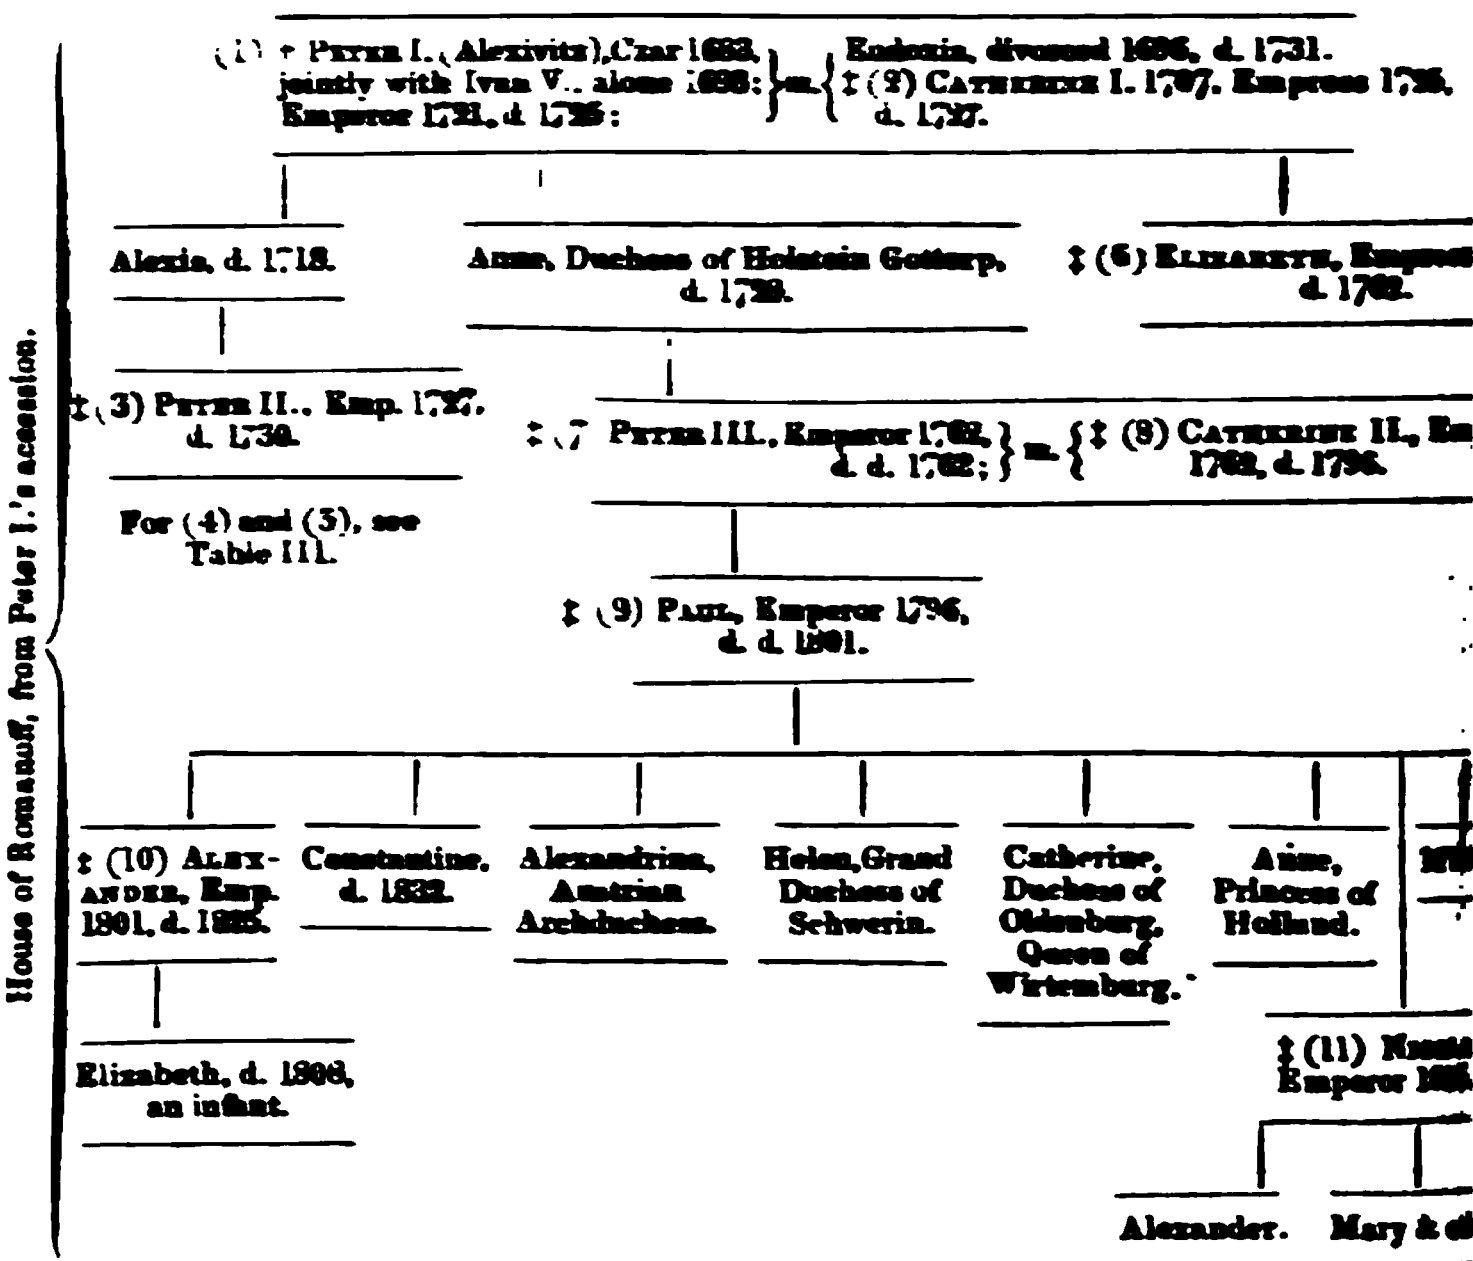 (1) † PETER I. (Alexivitz), Czar 1682,
jointly with Ivan V., alone 1696;
Emperor 1721, d. 1725;
m.
Eudoxia, divorced 1696, d. 1731.
‡ (2) CATHERINE I. 1707, Empress 1725,
d. 1727.
Alexis, d. 1718.
Anne, Duchess of Holstein Gottorp,
d. 1728.
‡ (6) ELIZABETH, Empress
d. 1762.
‡ (3) PETER II., Emp. 1727,
d. 1730.
‡ (7 PETER III., Emperor 1762,
d. d. 1762;
m.
‡ (8) CATHERINE II., Em
1762, d. 1796.
For (4) and (5), see
Table III.
‡ (9) PAUL, Emperor 1796,
d. d. 1801.
‡ (10) ALEX-
ANDER, Emp.
1801, d. 1825.
Constantine,
d. 1832.
Alexandrina,
Austrian
Archduchess.
Helen, Grand
Duchess of
Schwerin.
Catherine,
Duchess of
Oldenburg,
Queen of
Wirtemburg.
Anne,
Princess of
Holland.
‡ (11)
Emperor
Elizabeth, d. 1808,
an infant.
Alexander.
Mary &
House of Romanoff, from Peter I.'s accession.